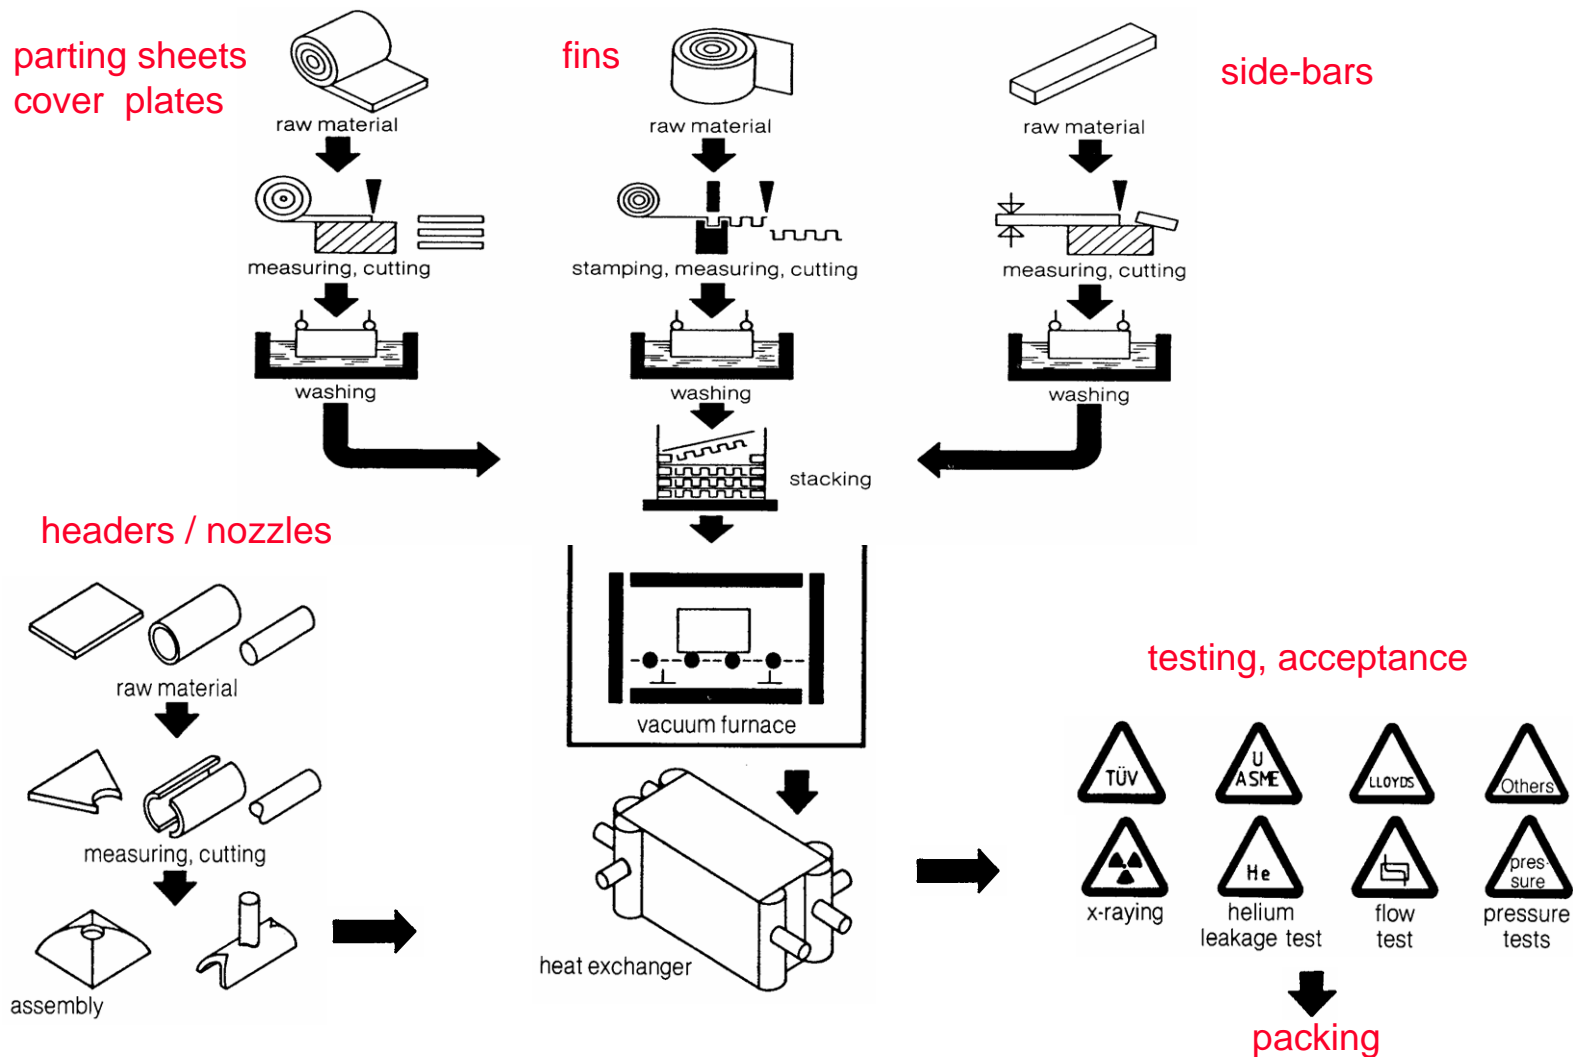 parting sheets
cover plates
fins
side-bars
raw material
raw material
raw material
measuring, cutting
stamping, measuring, cutting
measuring, cutting
washing
washing
washing
stacking
headers / nozzles
raw material
measuring, cutting
assembly
vacuum furnace
heat exchanger
testing, acceptance
TÜV
U
ASME
LLOYDS
Others
He
pres-
sure
x-raying
helium
leakage test
flow
test
pressure
tests
packing